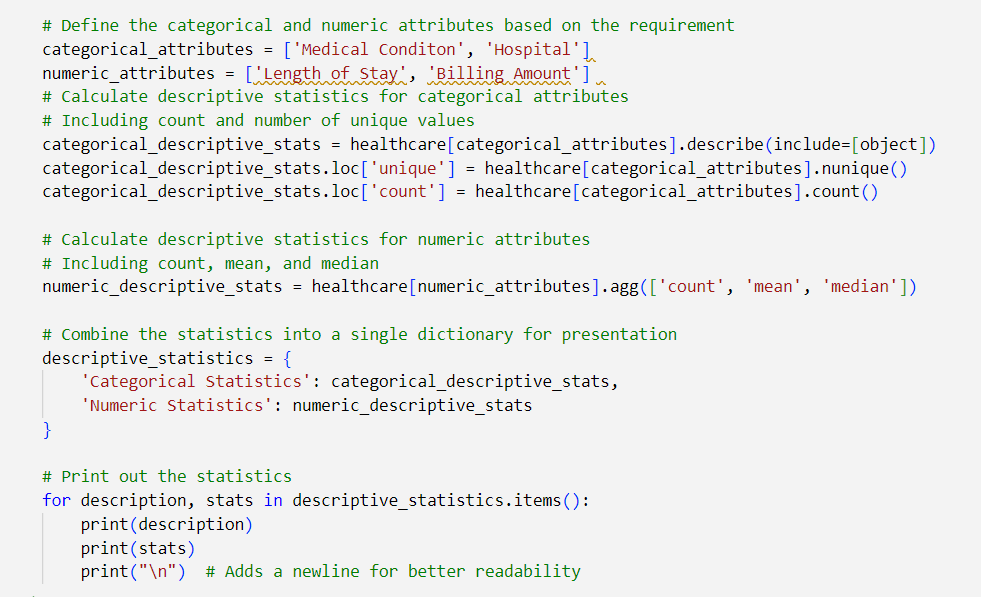 # Define the categorical and numeric attributes based on the requirement
categorical_attributes = ['Medical Conditon', 'Hospital']
numeric_attributes = ['Length of Stay', 'Billing Amount']
# Calculate descriptive statistics for categorical attributes
# Including count and number of unique values
categorical_descriptive_stats = healthcare[categorical_attributes].describe(include=[object])
categorical_descriptive_stats.loc['unique'] = healthcare[categorical_attributes].nunique()
categorical_descriptive_stats.loc['count'] = healthcare[categorical_attributes].count()
# Calculate descriptive statistics for numeric attributes
# Including count, mean, and median
numeric_descriptive_stats = healthcare[numeric_attributes].agg(['count', 'mean', 'median'])
# Combine the statistics into a single dictionary for presentation
descriptive_statistics = {
    'Categorical Statistics': categorical_descriptive_stats,
    'Numeric Statistics': numeric_descriptive_stats
}
# Print out the statistics
for description, stats in descriptive_statistics.items():
    print(description)
    print(stats)
    print("\n")  # Adds a newline for better readability